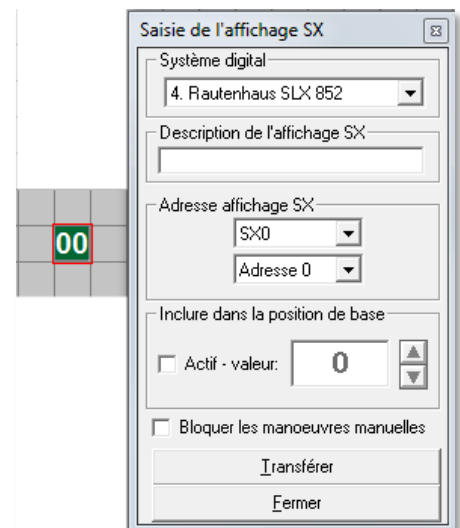 Saisie de l'affichage SX
Système digital
4. Rautenhaus SLX 852
Description de l'affichage SX
Adresse affichage SX
SX0
00
Adresse 0
Inclure dans la position de base
Actif - valeur: 0
Bloquer les manoeuvres manuelles
Transférer
Fermer